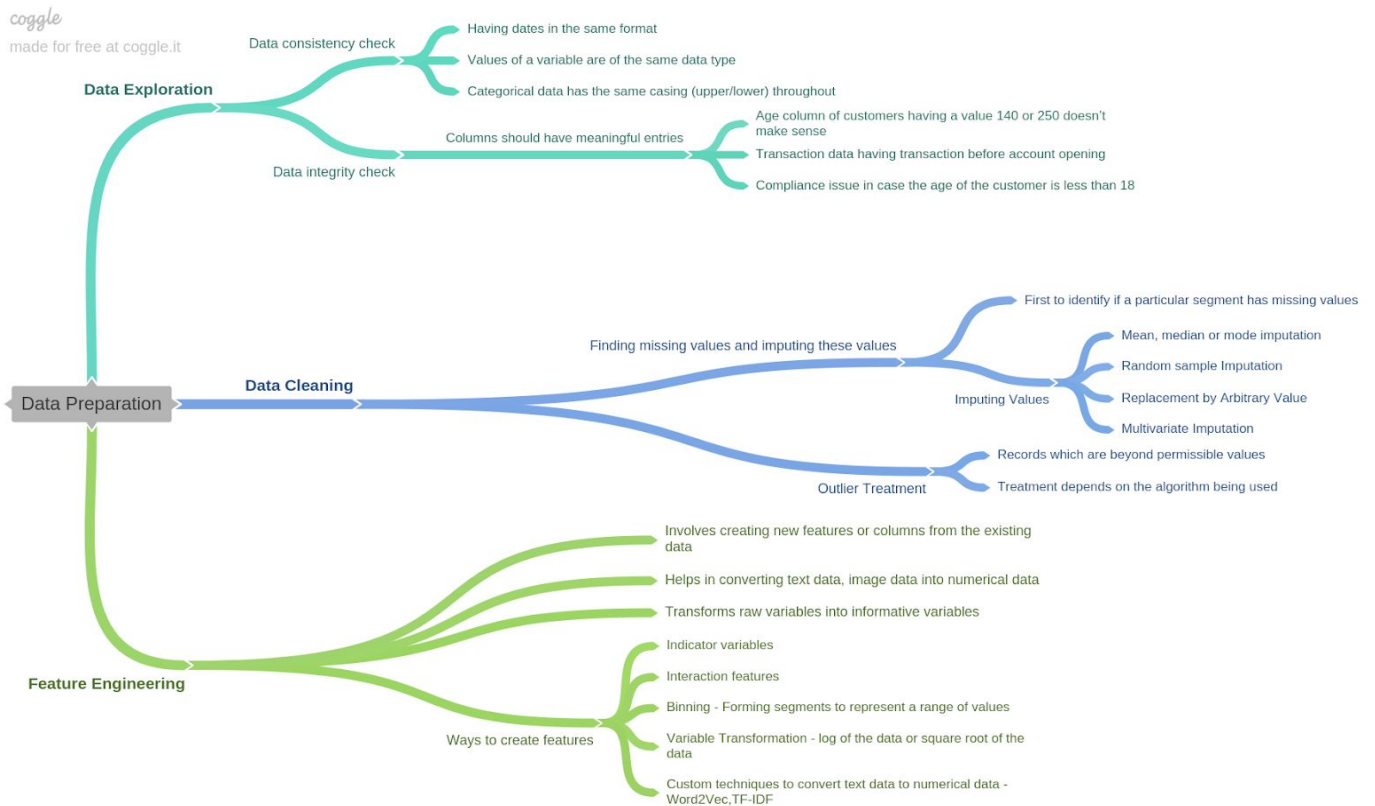 coggle
made for free at coggle.it
Data Exploration
Data consistency check
Having dates in the same format
Values of a variable are of the same data type
Categorical data has the same casing (upper/lower) throughout
Data integrity check
Columns should have meaningful entries
Age column of customers having a value 140 or 250 doesn't
make sense
Transaction data having transaction before account opening
Compliance issue in case the age of the customer is less than 18
Data Preparation
Data Cleaning
Finding missing values and imputing these values
First to identify if a particular segment has missing values
Imputing Values
Mean, median or mode imputation
Random sample Imputation
Replacement by Arbitrary Value
Multivariate Imputation
Outlier Treatment
Records which are beyond permissible values
Treatment depends on the algorithm being used
Feature Engineering
Involves creating new features or columns from the existing
data
Helps in converting text data, image data into numerical data
Transforms raw variables into informative variables
Ways to create features
Indicator variables
Interaction features
Binning - Forming segments to represent a range of values
Variable Transformation - log of the data or square root of the
data
Custom techniques to convert text data to numerical data -
Word2Vec,TF-IDF